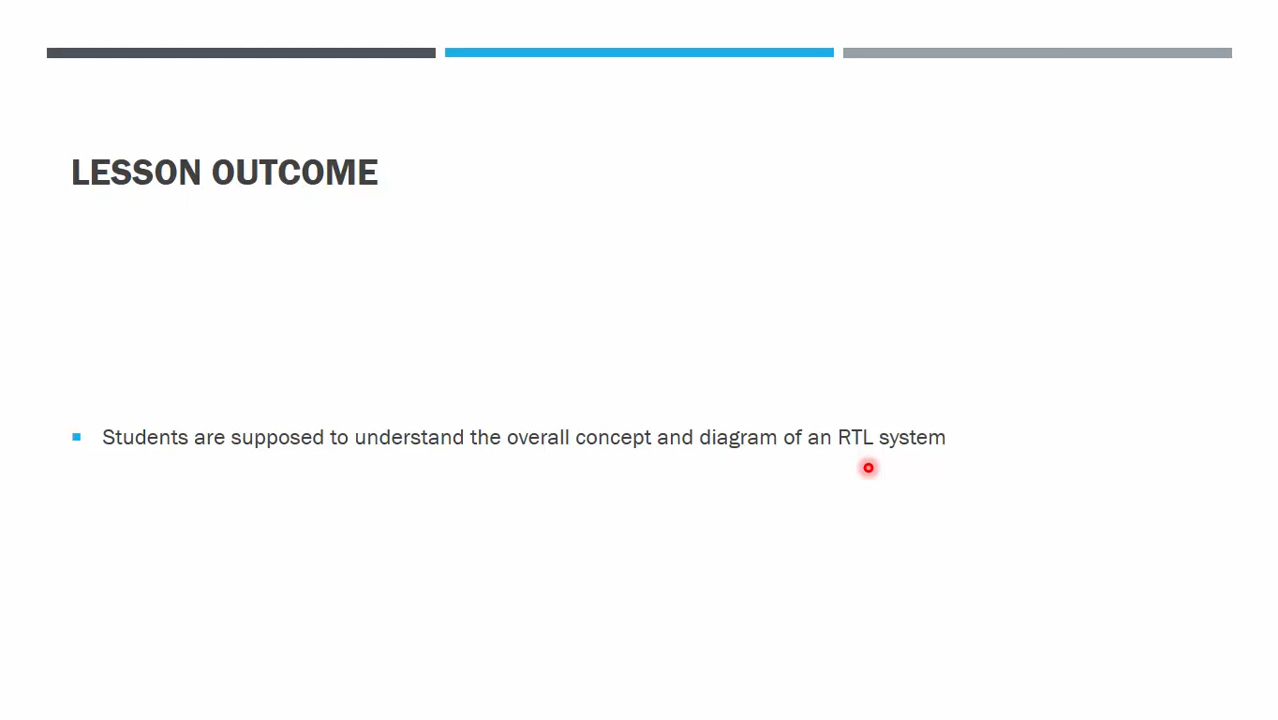 LESSON OUTCOME
Students are supposed to understand the overall concept and diagram of an RTL system